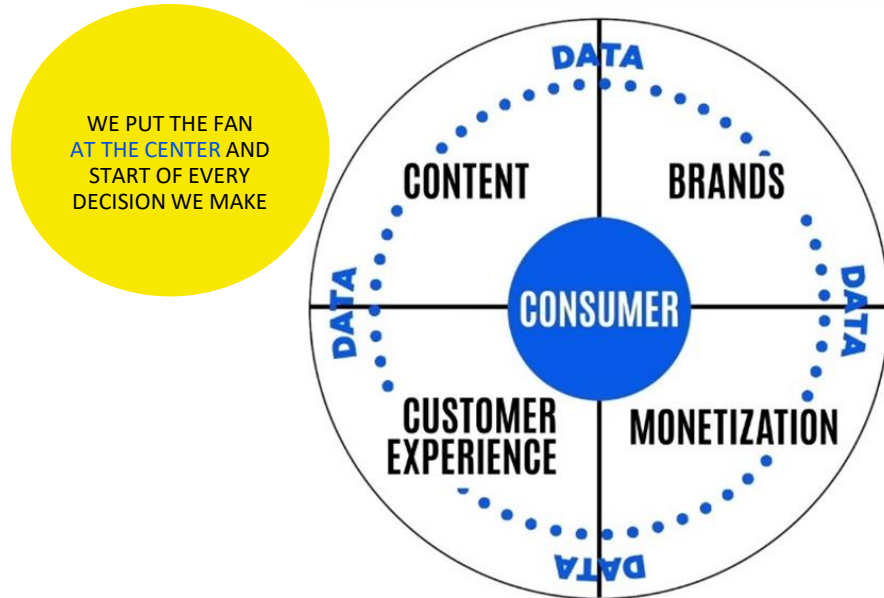 WE PUT THE FAN
AT THE CENTER AND
START OF EVERY
DECISION WE MAKE
DATA
CONTENT
BRANDS
DATA
CONSUMER
DATA
CUSTOMER
EXPERIENCE
MONETIZATION
DATA